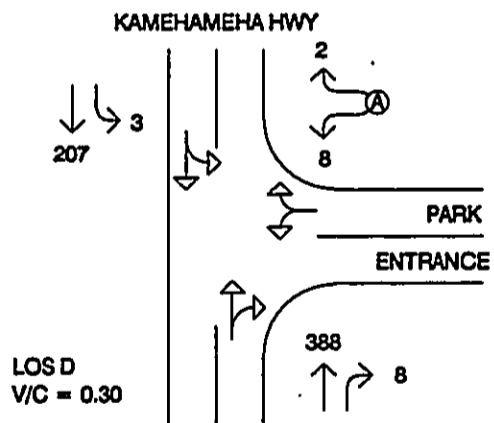 KAMEHAMEHA HWY
2
A
3
207
8
PARK
ENTRANCE
388
8
LOS D
V/C = 0.30